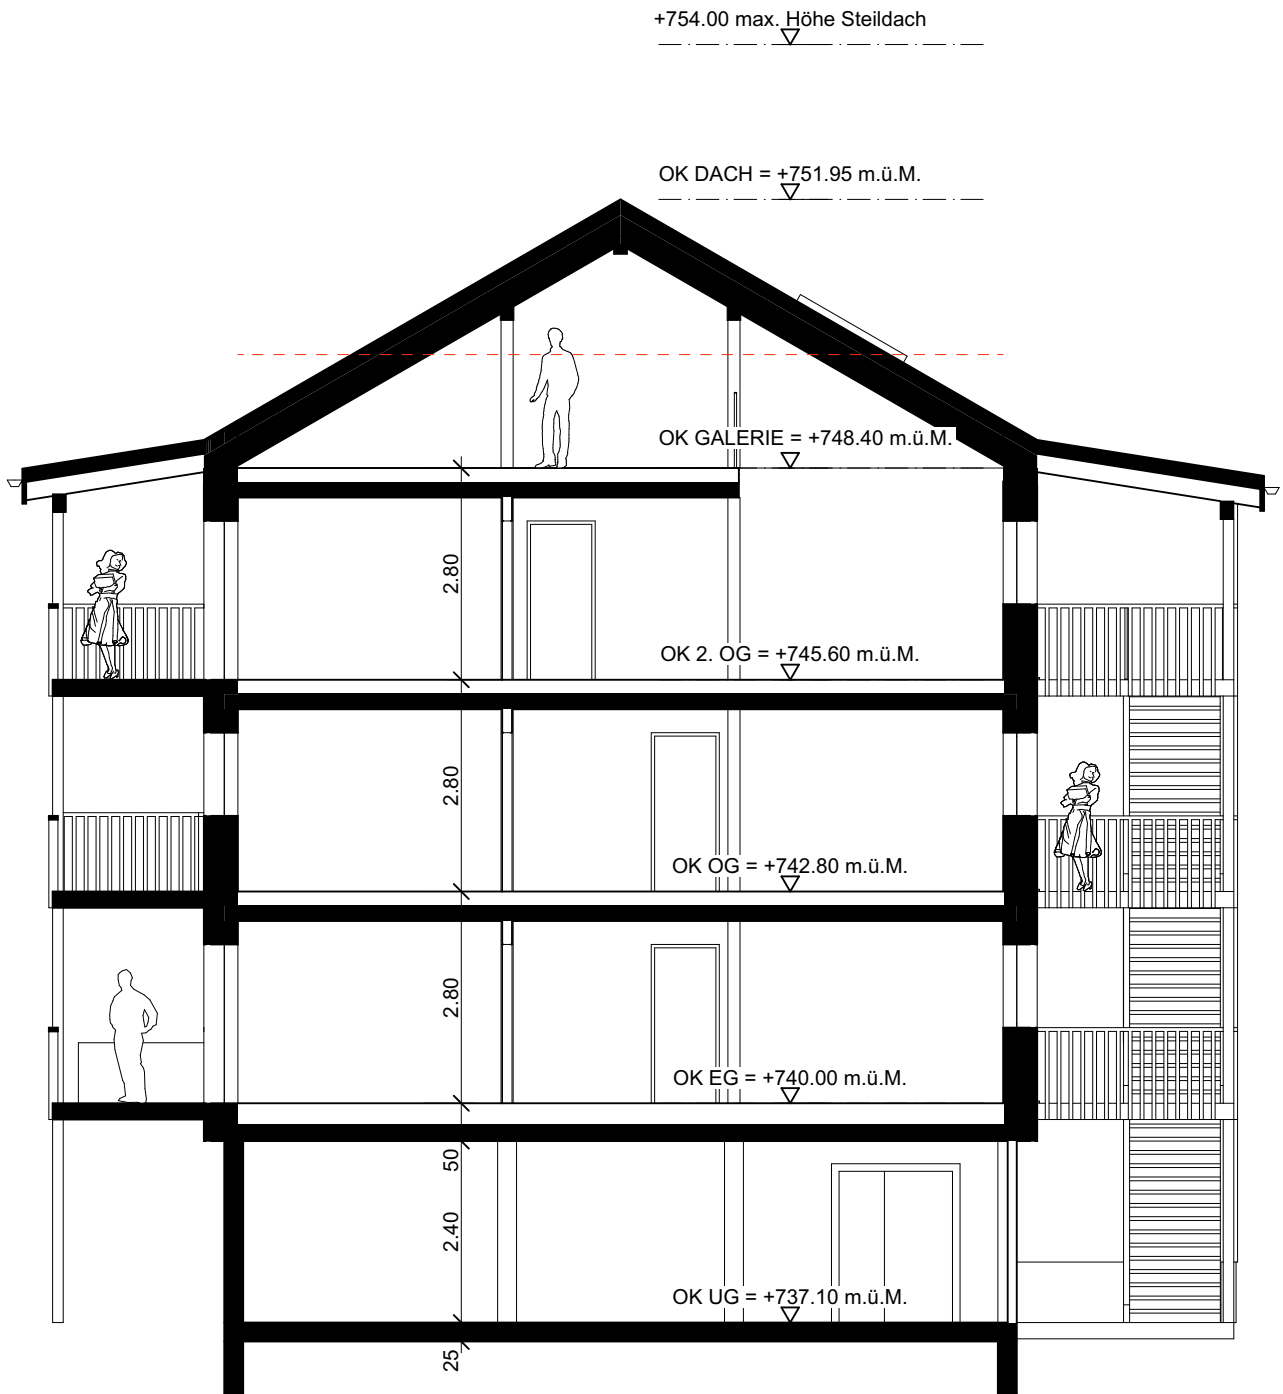 +754.00 max. Höhe Steildach
OK DACH = +751.95 m.ü.M.
OK GALERIE = +748.40 m.ü.M.
2.80
OK 2. OG = +745.60 m.ü.M.
2.80
OK OG = +742.80 m.ü.M.
2.80
OK EG = +740.00 m.ü.M.
50
2.40
OK UG = +737.10 m.ü.M.
25